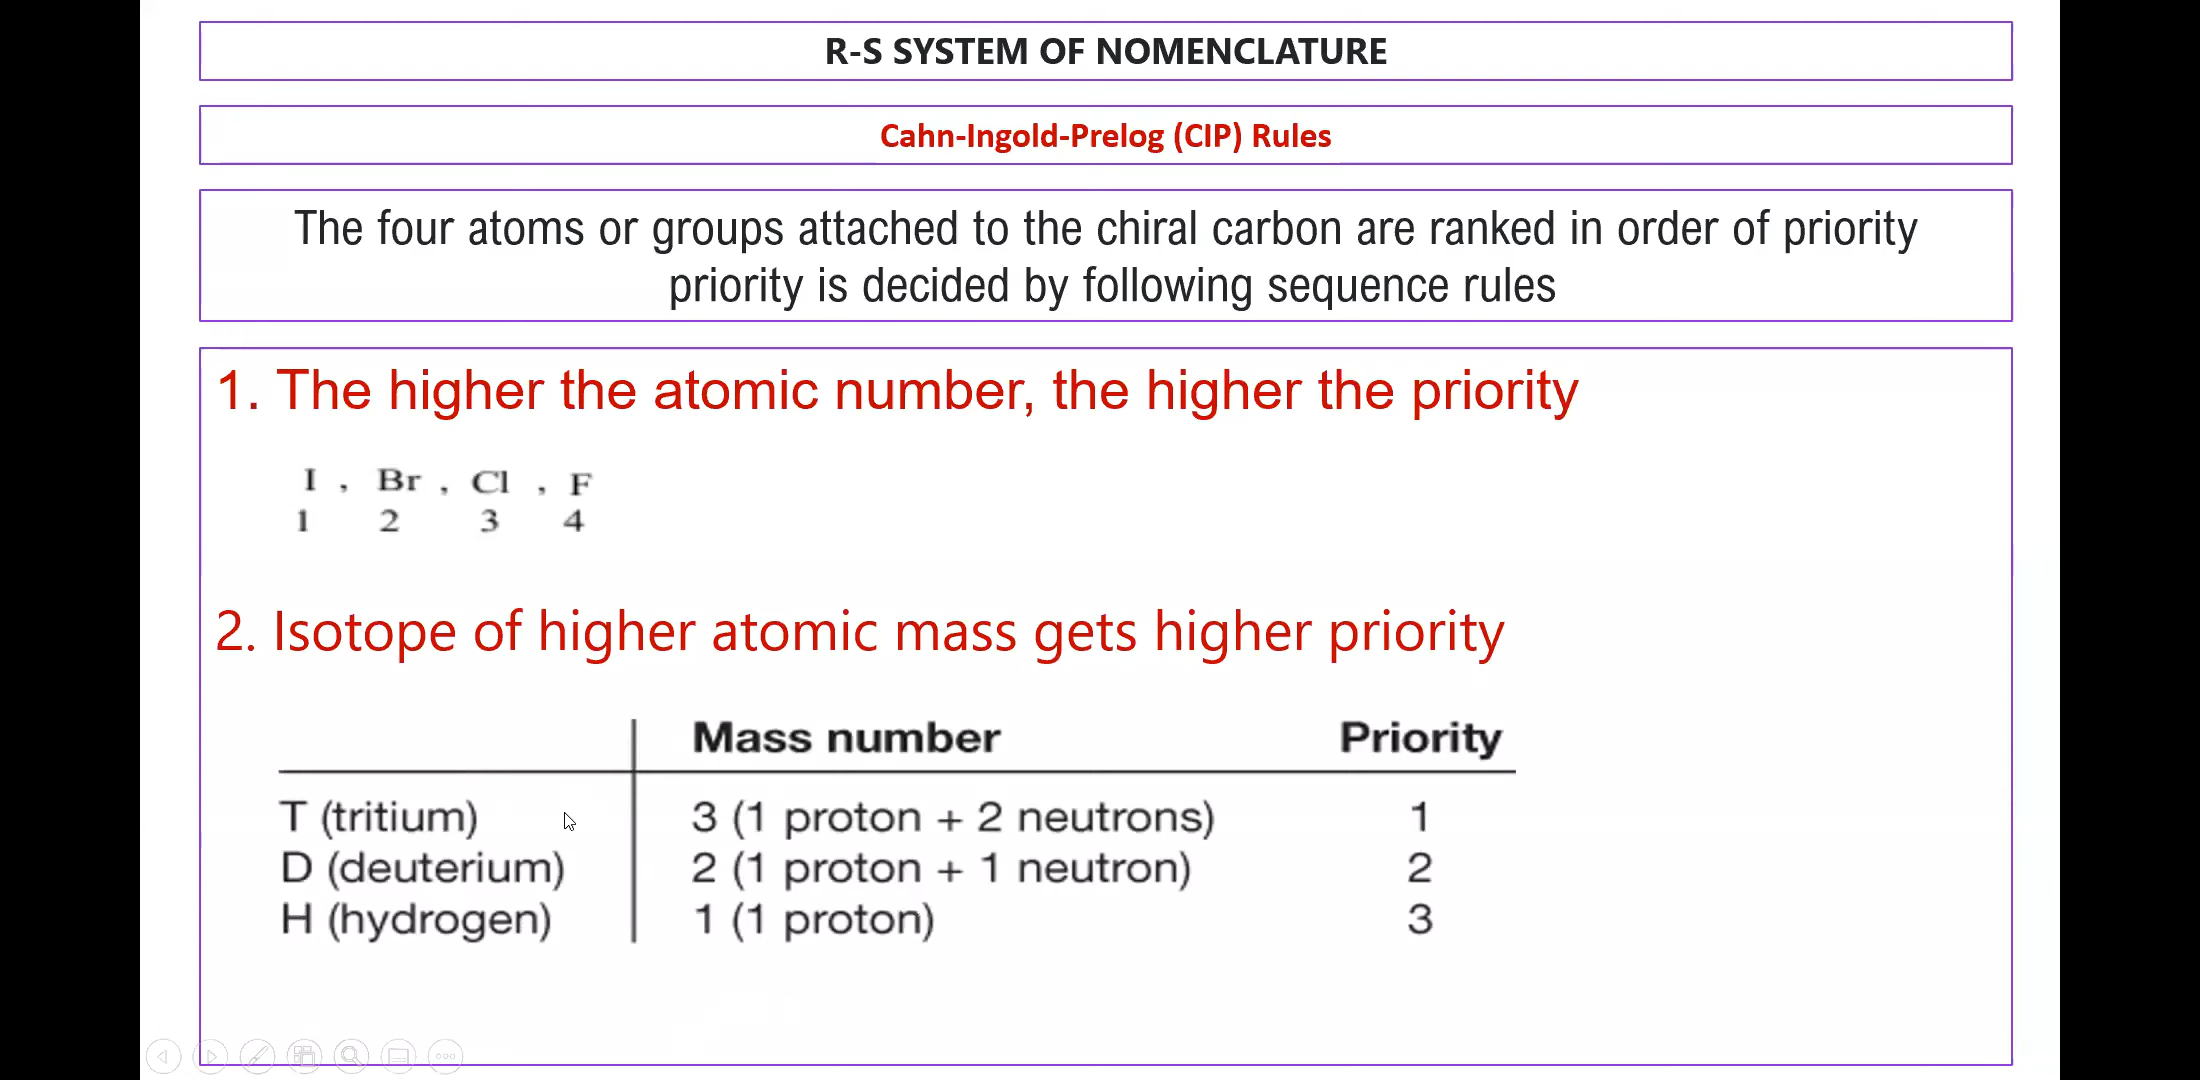 R-S SYSTEM OF NOMENCLATURE
Cahn-Ingold-Prelog (CIP) Rules
The four atoms or groups attached to the chiral carbon are ranked in order of priority
priority is decided by following sequence rules
1. The higher the atomic number, the higher the priority
I , Br , Cl , F
1 2 3 4
2. Isotope of higher atomic mass gets higher priority
Mass number Priority
T (tritium) 3 (1 proton + 2 neutrons) 1
D (deuterium) 2 (1 proton + 1 neutron) 2
H (hydrogen) 1 (1 proton) 3